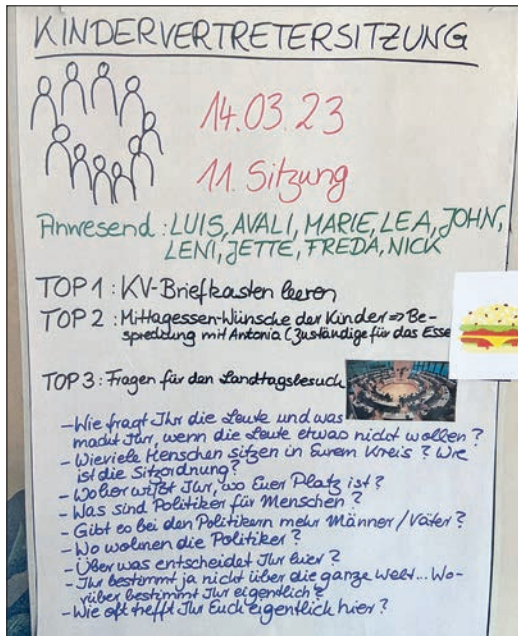 KINDERVERTRETERSITZUNG
14.03.23
11. Sitzung
Anwesend: LUIS, AVALI, MARIE, LEA, JOHN,
LENI, JETTE, FREDA, NICK
TOP 1: KV-Briefkasten leeren
TOP 2: Mittagessen-Wünsche der Kinder => Be-
sprechung mit Antonia (zuständige für das Esse
TOP 3: Fragen für den Landtagsbesuch
- Wie fragt Ihr die Leute und was
macht Ihr, wenn die Leute etwas nicht wollen?
- Wieviele Menschen sitzen in Eurem Kreis? Wie
ist die Sitzordnung?
- Woher wißt Ihr, wo Euer Platz ist?
- Was sind Politiker für Menschen?
- Gibt es bei den Politikern mehr Männer/Väter?
- Wo wohnen die Politiker?
- Über was entscheidet Ihr hier?
- Ihr bestimmt ja nicht über die ganze Welt... Wo-
rüber bestimmt Ihr eigentlich?
- Wie oft trefft Ihr Euch eigentlich hier?